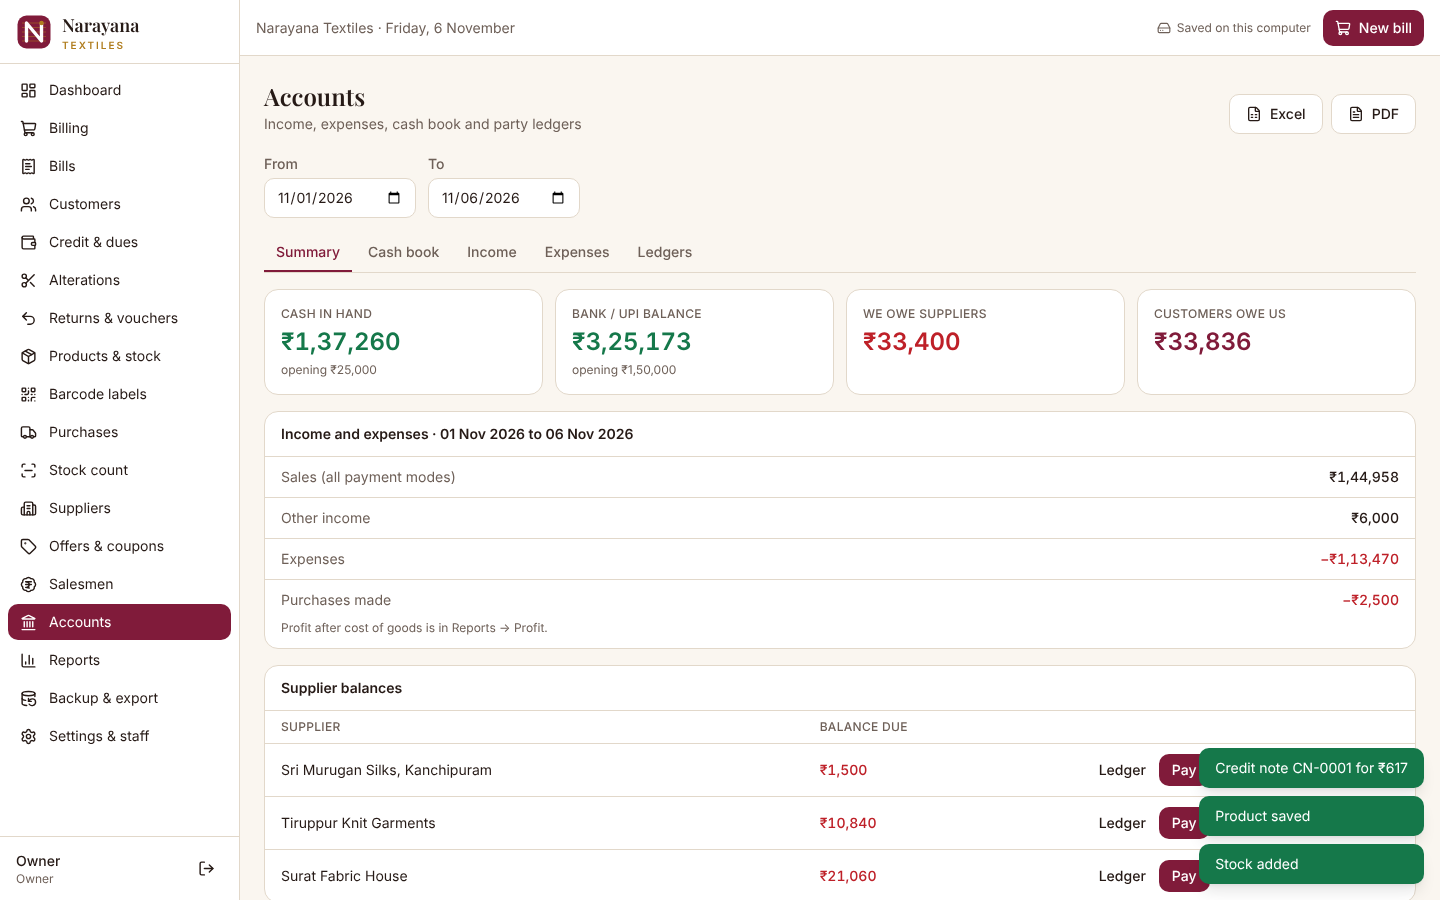 Narayana
TEXTILES
Narayana Textiles · Friday, 6 November
Saved on this computer
New bill
Dashboard
Billing
Bills
Customers
Credit & dues
Alterations
Returns & vouchers
Products & stock
Barcode labels
Purchases
Stock count
Suppliers
Offers & coupons
Salesmen
Accounts
Reports
Backup & export
Settings & staff
Owner
Owner
Accounts
Income, expenses, cash book and party ledgers
Excel
PDF
From
To
11/01/2026
11/06/2026
Summary
Cash book
Income
Expenses
Ledgers
CASH IN HAND
₹1,37,260
opening ₹25,000
BANK / UPI BALANCE
₹3,25,173
opening ₹1,50,000
WE OWE SUPPLIERS
₹33,400
CUSTOMERS OWE US
₹33,836
Income and expenses · 01 Nov 2026 to 06 Nov 2026
Sales (all payment modes) ₹1,44,958
Other income ₹6,000
Expenses −₹1,13,470
Purchases made −₹2,500
Profit after cost of goods is in Reports → Profit.
Supplier balances
SUPPLIER BALANCE DUE
Sri Murugan Silks, Kanchipuram ₹1,500 Ledger Pay
Tiruppur Knit Garments ₹10,840 Ledger Pay
Surat Fabric House ₹21,060 Ledger Pay
Credit note CN-0001 for ₹617
Product saved
Stock added